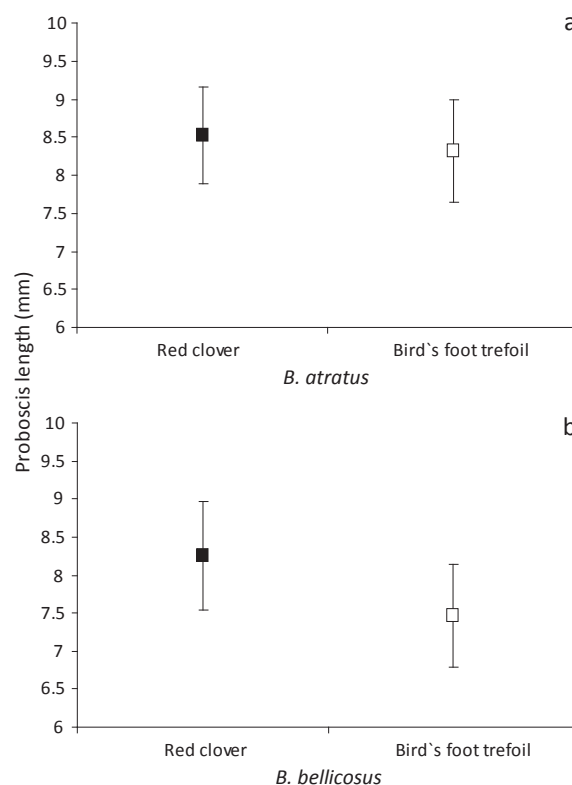 a
10
9.5
9
8.5
8
7.5
7
6.5
6
Red clover Bird`s foot trefoil
B. atratus
Proboscis length (mm)
b
10
9.5
9
8.5
8
7.5
7
6.5
6
Red clover Bird`s foot trefoil
B. bellicosus